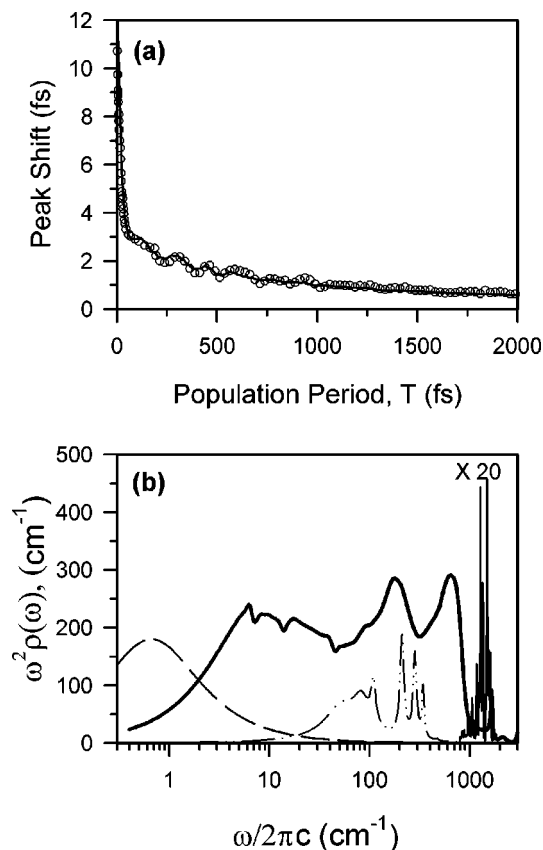 (a)
Peak Shift (fs)
12
10
8
6
4
2
0
0 500 1000 1500 2000
Population Period, T (fs)
(b)
X 20
ω²ρ(ω), (cm⁻¹)
500
400
300
200
100
0
1 10 100 1000
ω/2πc (cm⁻¹)